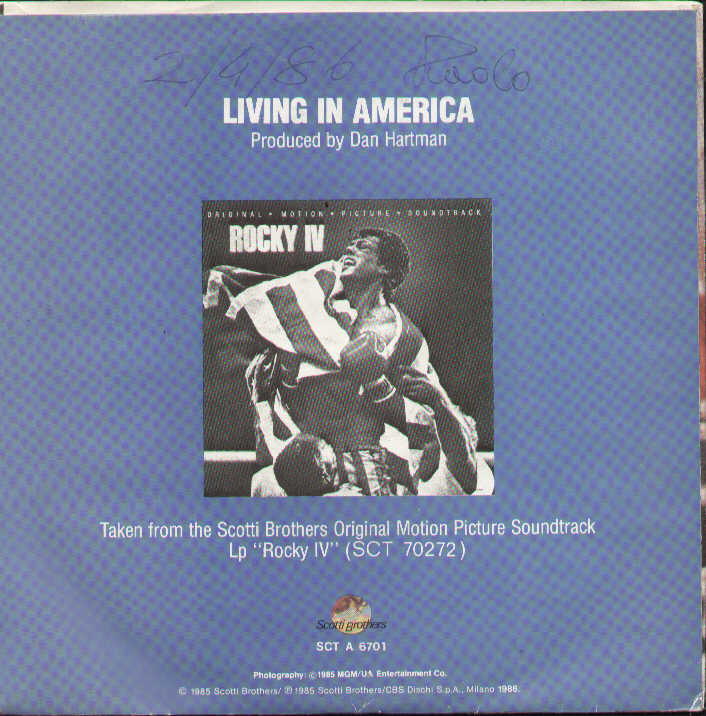 2/4/86 Paolo
LIVING IN AMERICA
Produced by Dan Hartman
ORIGINAL • MOTION • PICTURE • SOUNDTRACK
ROCKY IV
Taken from the Scotti Brothers Original Motion Picture Soundtrack
Lp "Rocky IV" (SCT 70272)
Scotti Brothers
SCT A 6701
Photography: ©1985 MGM/UA Entertainment Co.
© 1985 Scotti Brothers/ ℗1985 Scotti Brothers/CBS Dischi S.p.A., Milano 1986.